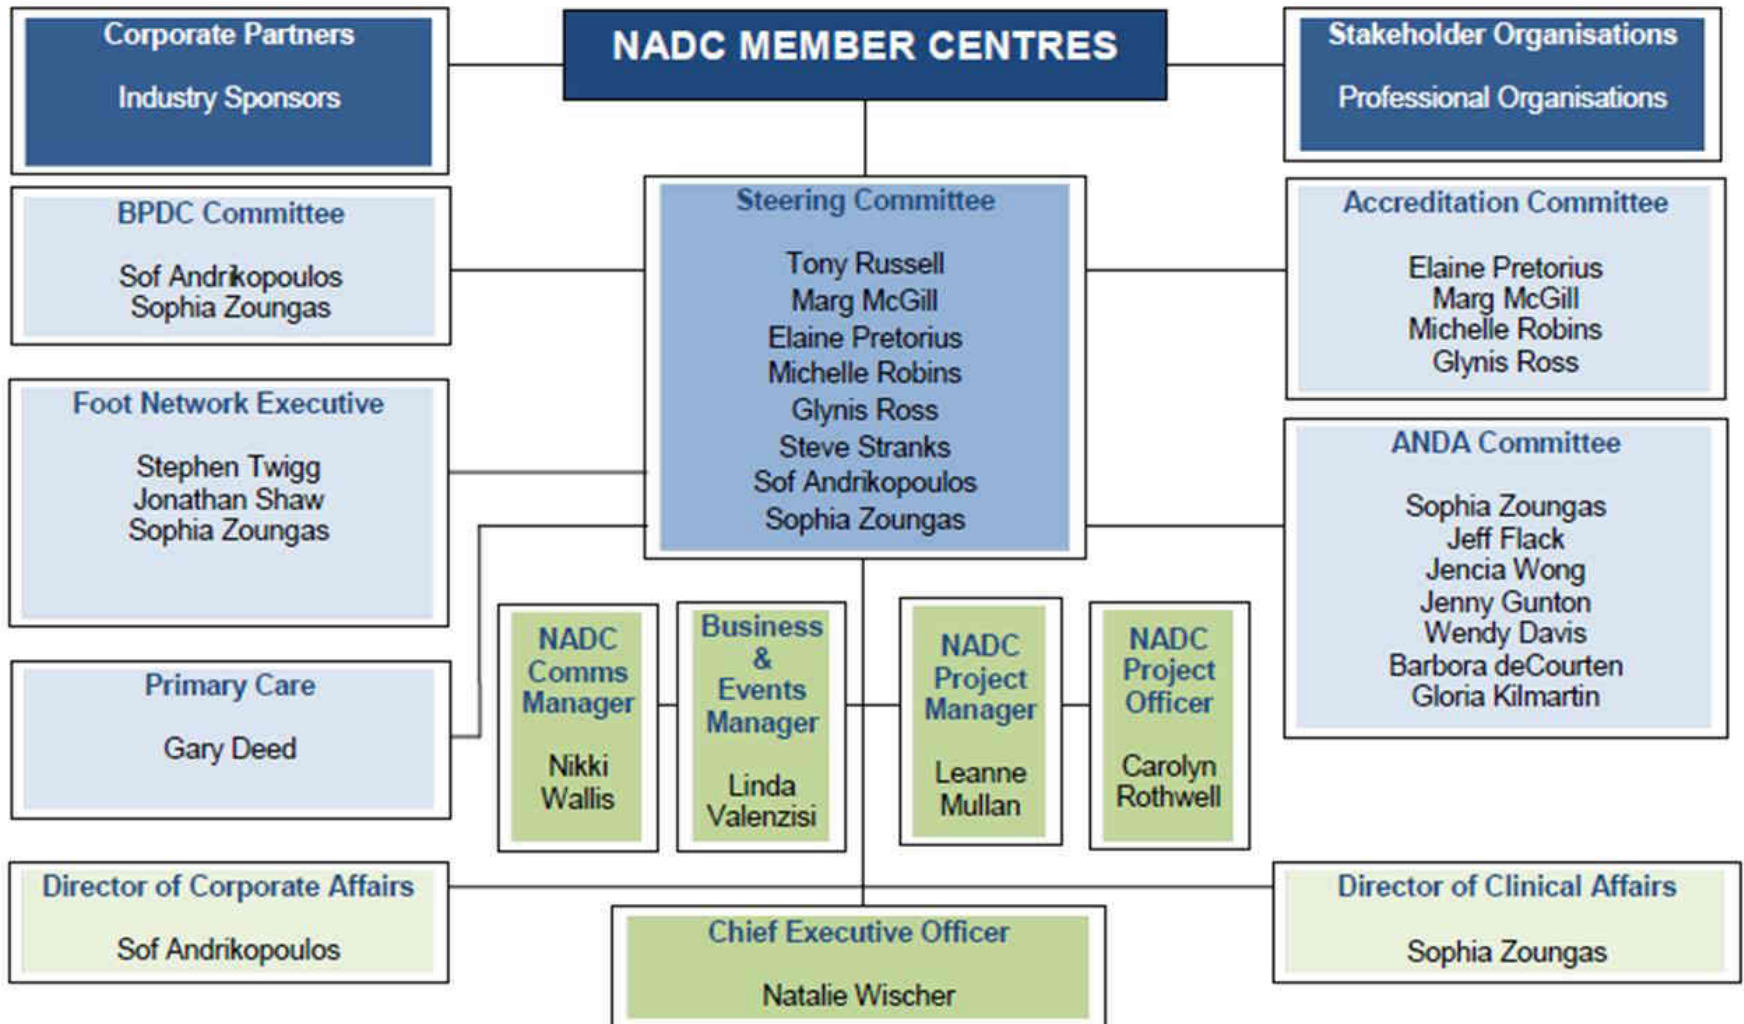 Corporate Partners
Industry Sponsors
NADC MEMBER CENTRES
Stakeholder Organisations
Professional Organisations
BPDC Committee
Sof Andrikopoulos
Sophia Zoungas
Steering Committee
Tony Russell
Marg McGill
Elaine Pretorius
Michelle Robins
Glynis Ross
Steve Stranks
Sof Andrikopoulos
Sophia Zoungas
Accreditation Committee
Elaine Pretorius
Marg McGill
Michelle Robins
Glynis Ross
Foot Network Executive
Stephen Twigg
Jonathan Shaw
Sophia Zoungas
ANDA Committee
Sophia Zoungas
Jeff Flack
Jencia Wong
Jenny Gunton
Wendy Davis
Barbora deCourten
Gloria Kilmartin
Primary Care
Gary Deed
NADC
Comms
Manager
Nikki
Wallis
Business
&
Events
Manager
Linda
Valenzisi
NADC
Project
Manager
Leanne
Mullan
NADC
Project
Officer
Carolyn
Rothwell
Director of Corporate Affairs
Sof Andrikopoulos
Chief Executive Officer
Natalie Wischer
Director of Clinical Affairs
Sophia Zoungas